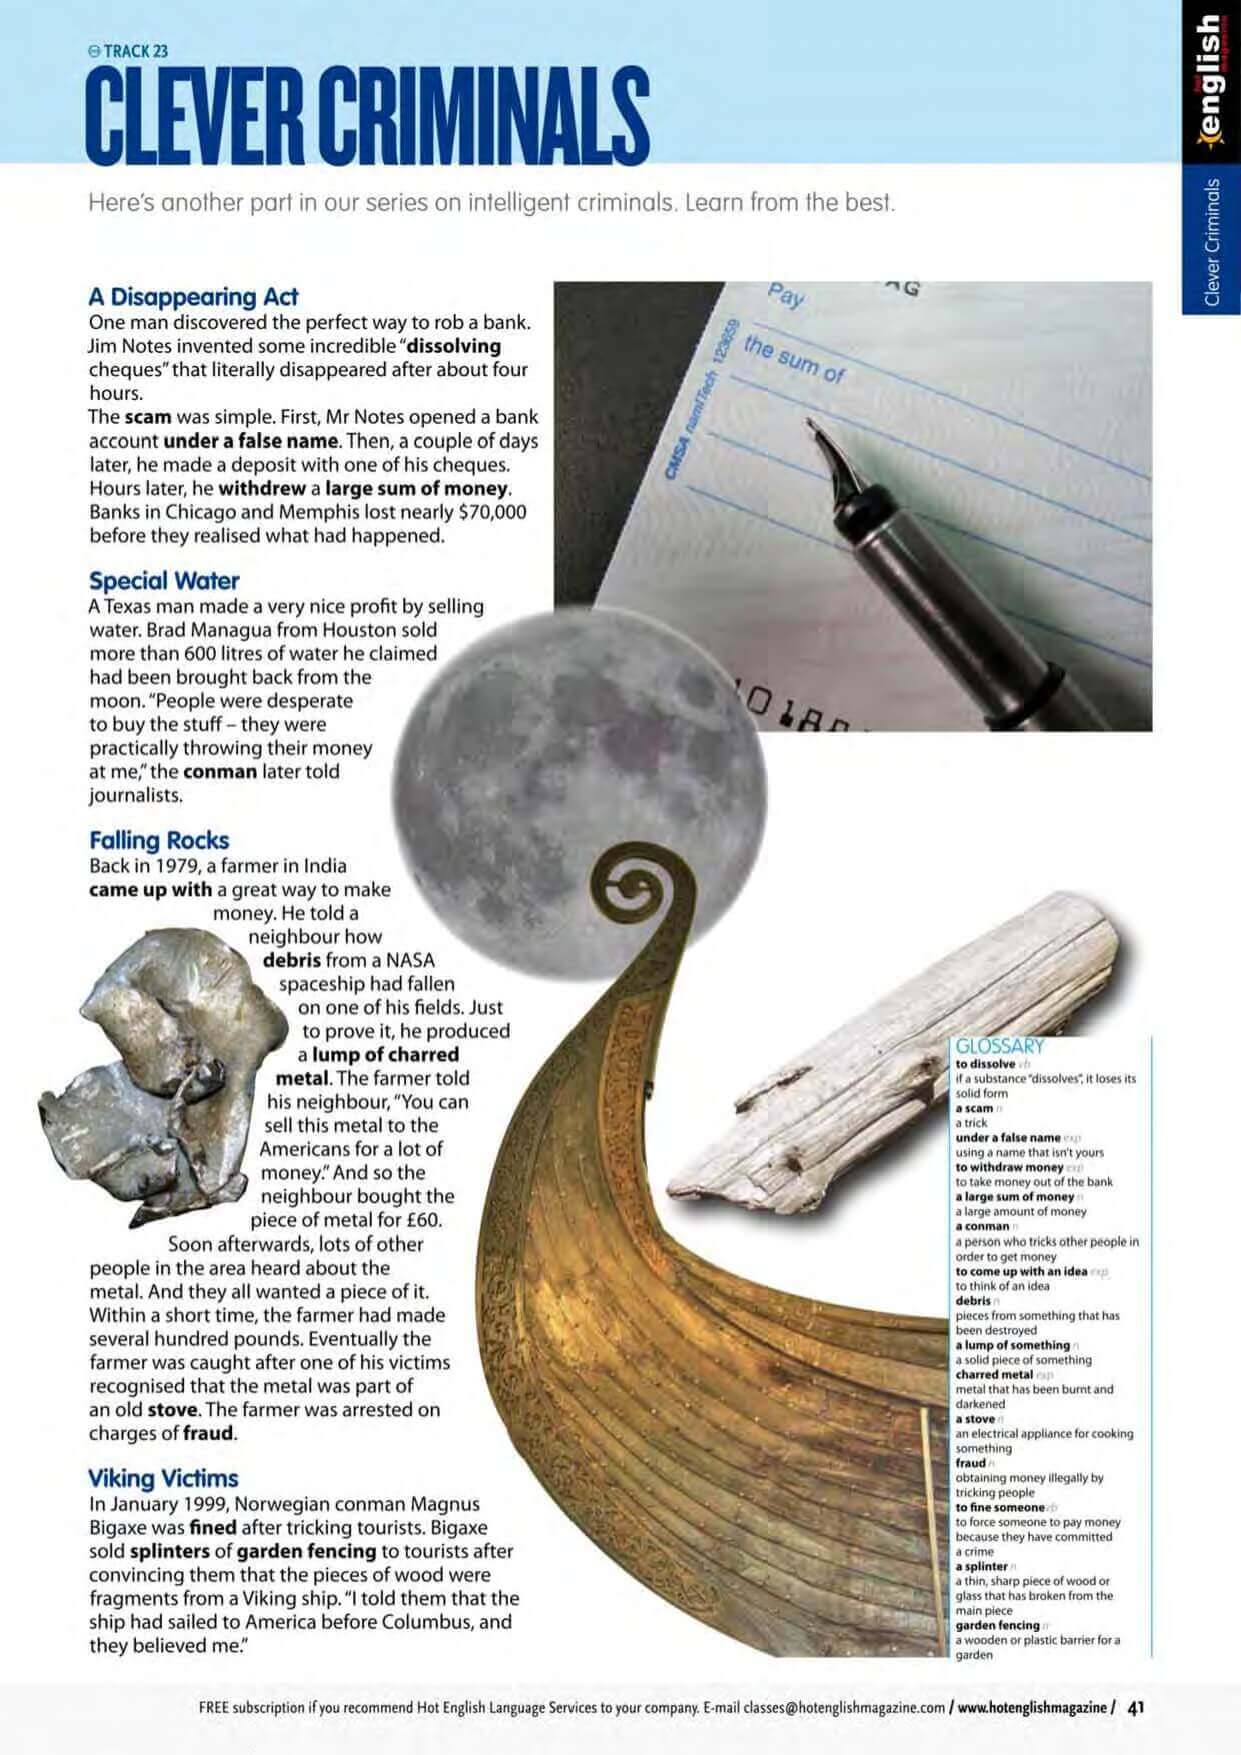 TRACK 23
CLEVER CRIMINALS
Here's another part in our series on intelligent criminals. Learn from the best.
hot
english
magazine
Clever Criminals
A Disappearing Act
One man discovered the perfect way to rob a bank.
Jim Notes invented some incredible "dissolving
cheques" that literally disappeared after about four
hours.
The scam was simple. First, Mr Notes opened a bank
account under a false name. Then, a couple of days
later, he made a deposit with one of his cheques.
Hours later, he withdrew a large sum of money.
Banks in Chicago and Memphis lost nearly $70,000
before they realised what had happened.
Pay
the sum of
CMSA namITech 123659
Special Water
A Texas man made a very nice profit by selling
water. Brad Managua from Houston sold
more than 600 litres of water he claimed
had been brought back from the
moon. "People were desperate
to buy the stuff – they were
practically throwing their money
at me," the conman later told
journalists.
Falling Rocks
Back in 1979, a farmer in India
came up with a great way to make
money. He told a
neighbour how
debris from a NASA
spaceship had fallen
on one of his fields. Just
to prove it, he produced
a lump of charred
metal. The farmer told
his neighbour, "You can
sell this metal to the
Americans for a lot of
money." And so the
neighbour bought the
piece of metal for £60.
Soon afterwards, lots of other
people in the area heard about the
metal. And they all wanted a piece of it.
Within a short time, the farmer had made
several hundred pounds. Eventually the
farmer was caught after one of his victims
recognised that the metal was part of
an old stove. The farmer was arrested on
charges of fraud.
Viking Victims
In January 1999, Norwegian conman Magnus
Bigaxe was fined after tricking tourists. Bigaxe
sold splinters of garden fencing to tourists after
convincing them that the pieces of wood were
fragments from a Viking ship. "I told them that the
ship had sailed to America before Columbus, and
they believed me."
GLOSSARY
to dissolve vb
if a substance "dissolves", it loses its
solid form
a scam n
a trick
under a false name exp
using a name that isn't yours
to withdraw money exp
to take money out of the bank
a large sum of money n
a large amount of money
a conman n
a person who tricks other people in
order to get money
to come up with an idea exp
to think of an idea
debris n
pieces from something that has
been destroyed
a lump of something n
a solid piece of something
charred metal exp
metal that has been burnt and
darkened
a stove n
an electrical appliance for cooking
something
fraud n
obtaining money illegally by
tricking people
to fine someone vb
to force someone to pay money
because they have committed
a crime
a splinter n
a thin, sharp piece of wood or
glass that has broken from the
main piece
garden fencing n
a wooden or plastic barrier for a
garden
FREE subscription if you recommend Hot English Language Services to your company. E-mail classes@hotenglishmagazine.com / www.hotenglishmagazine / 41